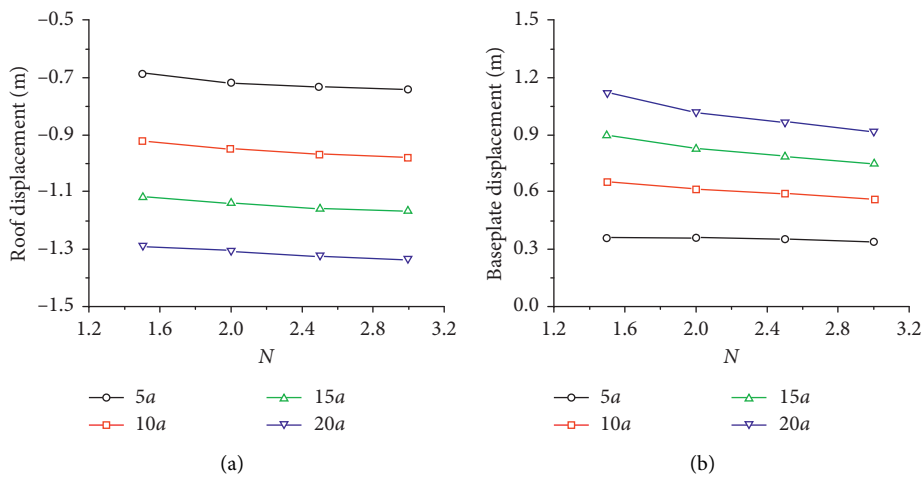 Roof displacement (m)
−0.5
−0.7
−0.9
−1.1
−1.3
−1.5
1.2 1.6 2.0 2.4 2.8 3.2
N
5a 15a
10a 20a
(a)
Baseplate displacement (m)
1.5
1.2
0.9
0.6
0.3
0.0
1.2 1.6 2.0 2.4 2.8 3.2
N
5a 15a
10a 20a
(b)